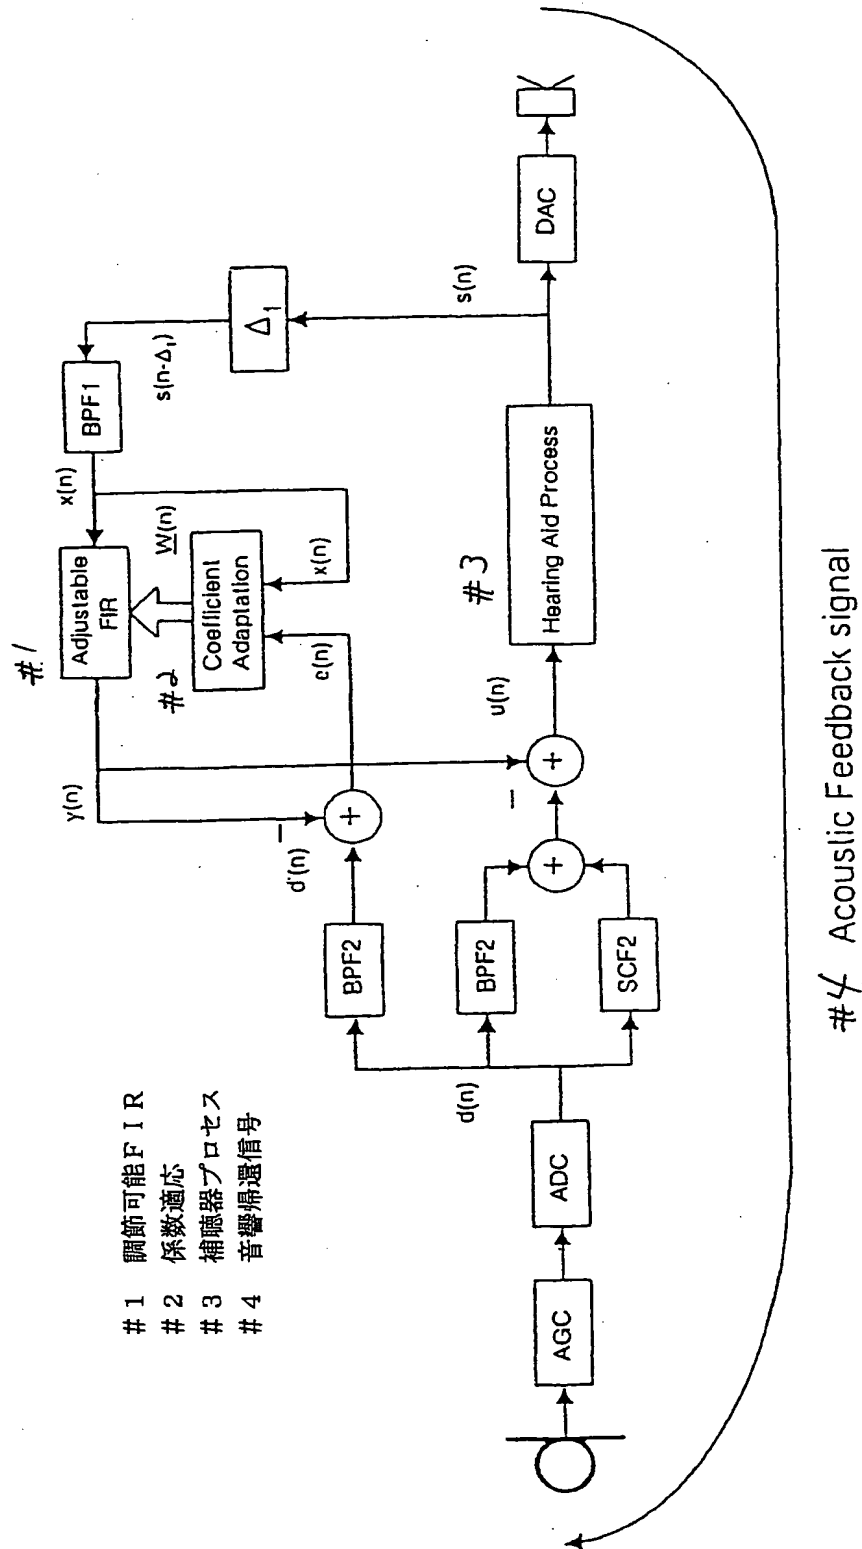 #1
Adjustable
FIR
x(n)
BPF1
s(n-Δ₁)
Δ₁
y(n)
#2
W(n)
Coefficient
Adaptation
e(n)
x(n)
s(n)
−
d'(n)
+
BPF2
d(n)
BPF2
SCF2
+
−
+
u(n)
#3
Hearing Aid Process
DAC
AGC
ADC
#1 調節可能FIR
#2 係数適応
#3 補聴器プロセス
#4 音響帰還信号
#4 Acoustic Feedback signal